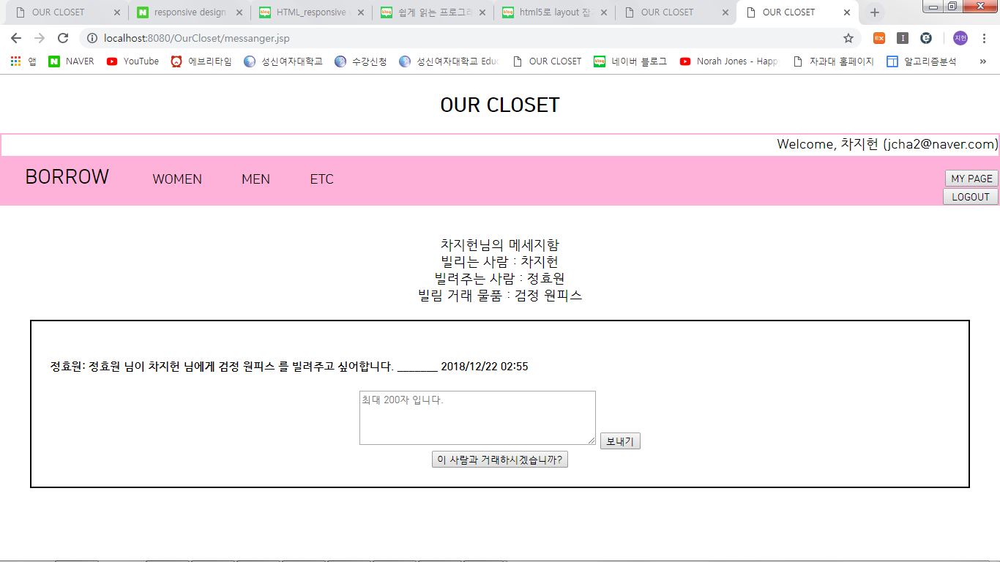 OUR CLOSET
responsive design
HTML_responsive
쉽게 읽는 프로그래
html5로 layout 잡
OUR CLOSET
OUR CLOSET
localhost:8080/OurCloset/messanger.jsp
지헌
앱
NAVER
YouTube
에브리타임
성신여자대학교
수강신청
성신여자대학교 Educ
OUR CLOSET
네이버 블로그
Norah Jones - Happ
자과대 홈페이지
알고리즘분석
»
OUR CLOSET
Welcome, 차지헌 (jcha2@naver.com)
BORROW WOMEN MEN ETC
MY PAGE
LOGOUT
차지헌님의 메세지함
빌리는 사람 : 차지헌
빌려주는 사람 : 정효원
빌림 거래 물품 : 검정 원피스
정효원: 정효원 님이 차지헌 님에게 검정 원피스 를 빌려주고 싶어합니다. _______ 2018/12/22 02:55
최대 200자 입니다.
보내기
이 사람과 거래하시겠습니까?